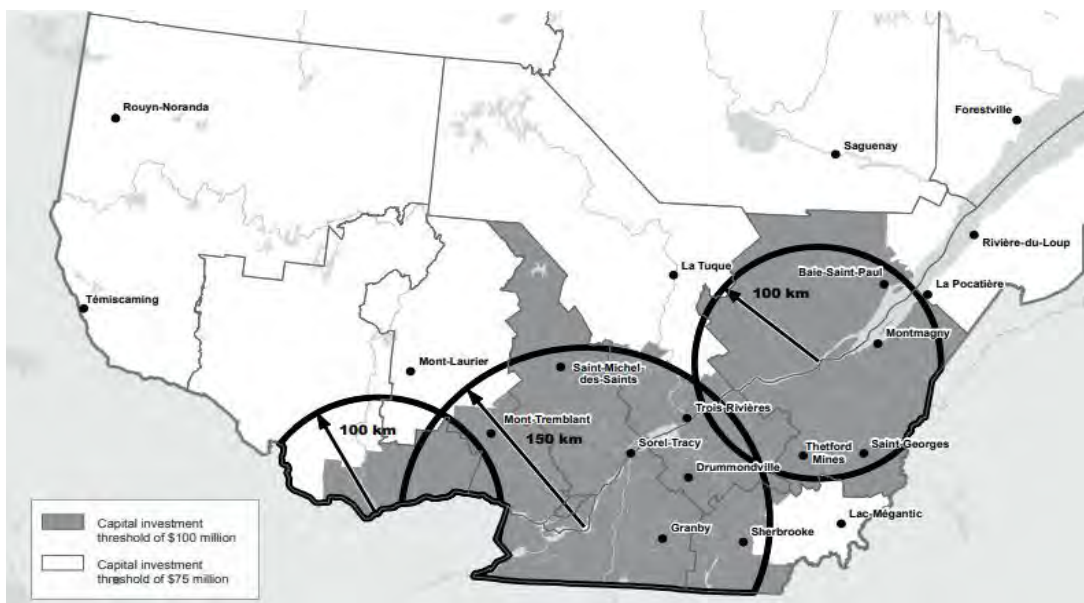 Rouyn-Noranda
Forestville
Saguenay
Rivière-du-Loup
La Tuque
Baie-Saint-Paul
La Pocatière
100 km
Témiscaming
Montmagny
Mont-Laurier
Saint-Michel
des-Saints
Mont-Tremblant
Trois-Rivières
100 km
150 km
Sorel-Tracy
Thetford
Mines
Saint-Georges
Drummondville
Lac-Mégantic
Granby
Sherbrooke
Capital investment
threshold of $100 million
Capital investment
threshold of $75 million